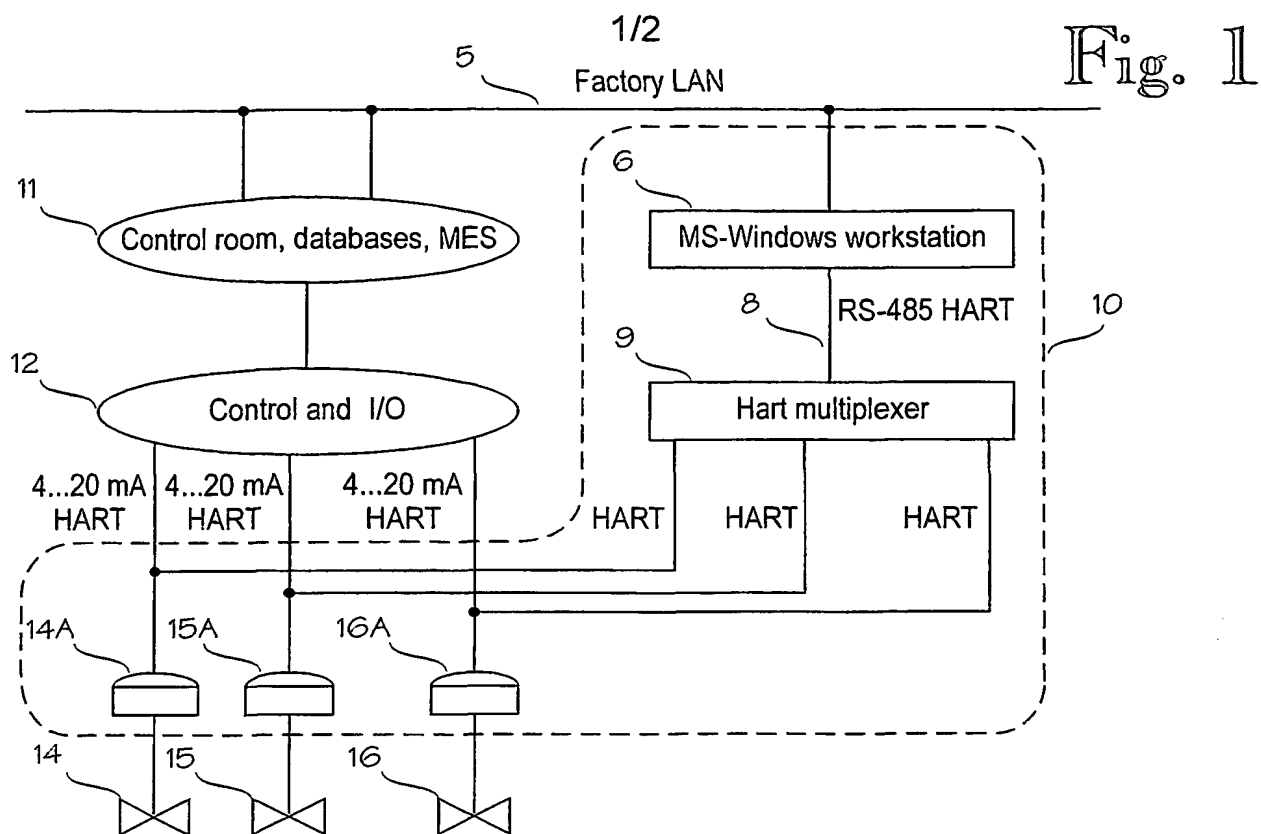 1/2
Fig. 1
5
Factory LAN
11
6
Control room, databases, MES
MS-Windows workstation
8
RS-485 HART
10
12
9
Control and I/O
Hart multiplexer
4...20 mA
HART
4...20 mA
HART
4...20 mA
HART
HART
HART
HART
14A
15A
16A
14
15
16